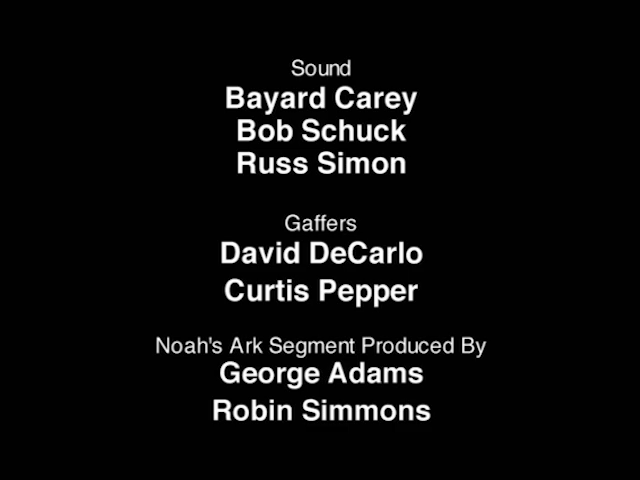 Sound
Bayard Carey
Bob Schuck
Russ Simon
Gaffers
David DeCarlo
Curtis Pepper
Noah's Ark Segment Produced By
George Adams
Robin Simmons